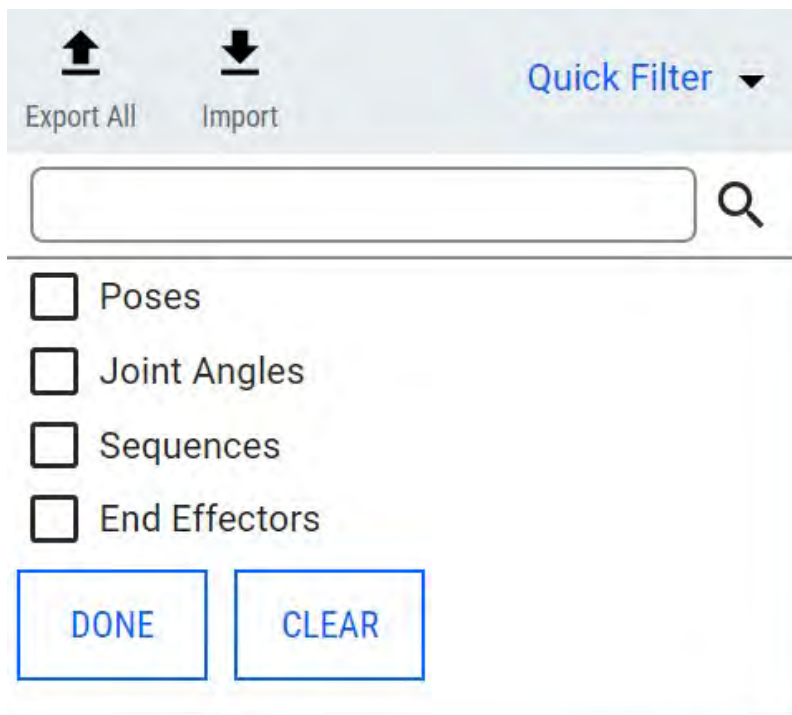 Quick Filter
Export All Import
Poses
Joint Angles
Sequences
End Effectors
DONE CLEAR